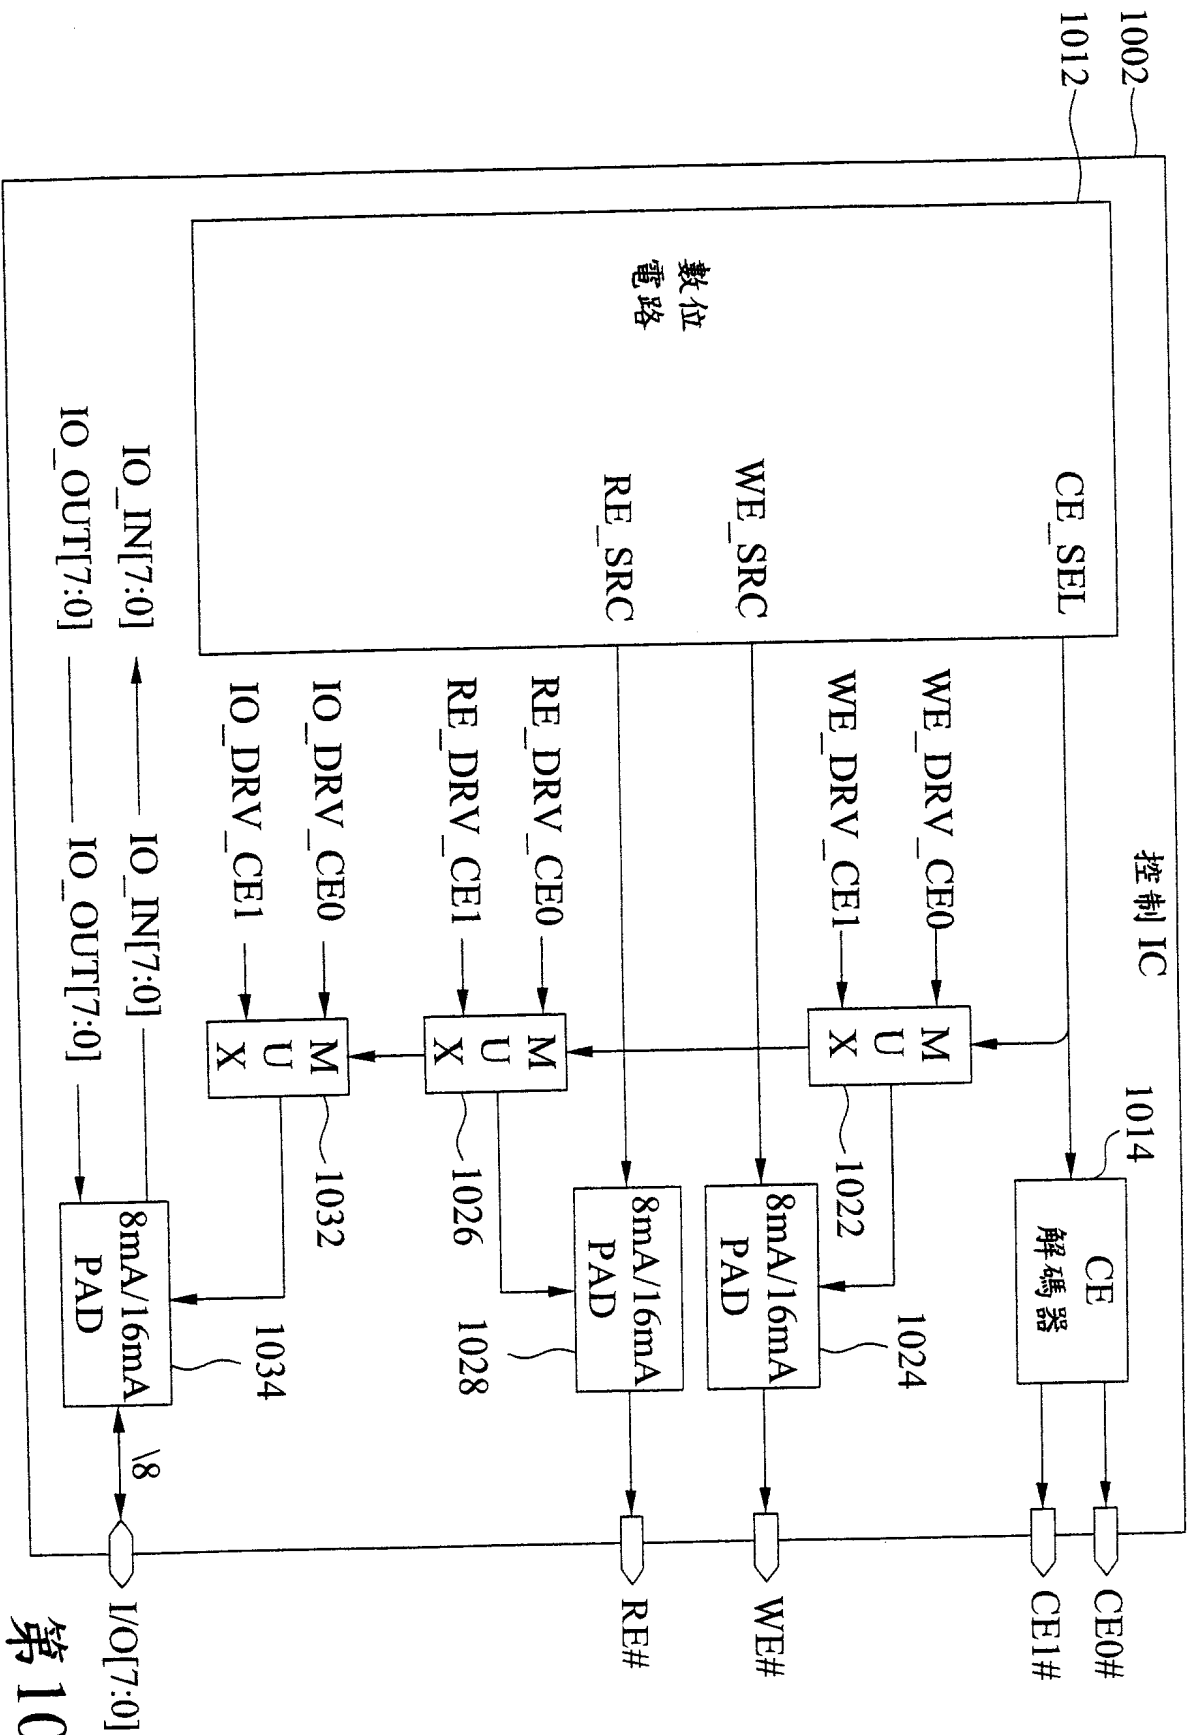 1002
1012
控制 IC
數位
電路
CE_SEL
WE_SRC
RE_SRC
1014
CE
解碼器
CE0#
CE1#
WE_DRV_CE0
WE_DRV_CE1
M
U
X
1022
8mA/16mA
PAD
1024
WE#
RE_DRV_CE0
RE_DRV_CE1
M
U
X
1026
8mA/16mA
PAD
1028
RE#
IO_DRV_CE0
IO_DRV_CE1
M
U
X
1032
IO_IN[7:0]
IO_IN[7:0]
IO_OUT[7:0]
IO_OUT[7:0]
8mA/16mA
PAD
1034
\8
I/O[7:0]
第 10